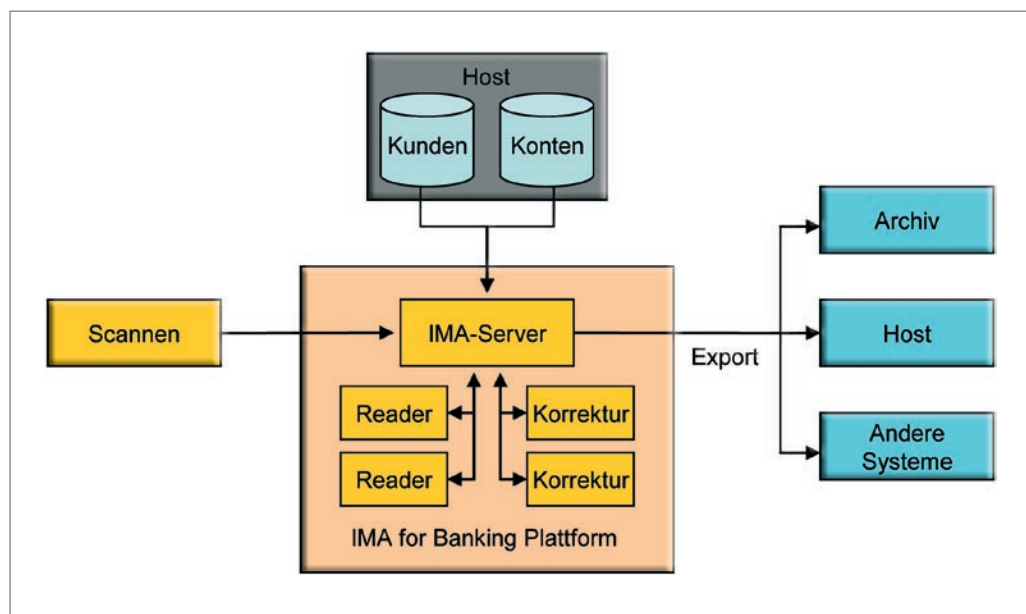 Host
Kunden
Konten
Scannen
IMA-Server
Export
Archiv
Host
Andere
Systeme
Reader
Korrektur
Reader
Korrektur
IMA for Banking Plattform